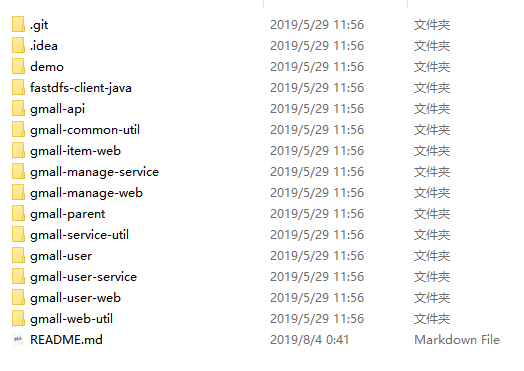 .git 2019/5/29 11:56 文件夹
.idea 2019/5/29 11:56 文件夹
demo 2019/5/29 11:56 文件夹
fastdfs-client-java 2019/5/29 11:56 文件夹
gmall-api 2019/5/29 11:56 文件夹
gmall-common-util 2019/5/29 11:56 文件夹
gmall-item-web 2019/5/29 11:56 文件夹
gmall-manage-service 2019/5/29 11:56 文件夹
gmall-manage-web 2019/5/29 11:56 文件夹
gmall-parent 2019/5/29 11:56 文件夹
gmall-service-util 2019/5/29 11:56 文件夹
gmall-user 2019/5/29 11:56 文件夹
gmall-user-service 2019/5/29 11:56 文件夹
gmall-user-web 2019/5/29 11:56 文件夹
gmall-web-util 2019/5/29 11:56 文件夹
README.md 2019/8/4 0:41 Markdown File